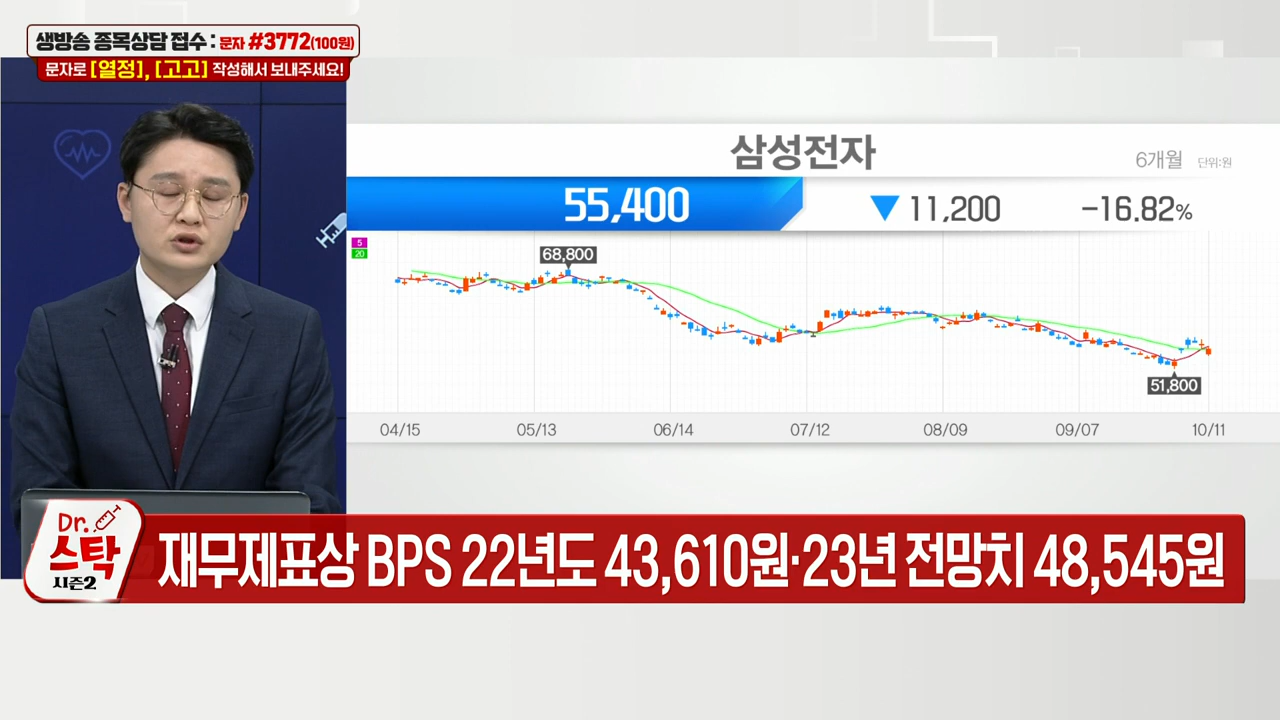 생방송 종목상담 접수 : 문자 #3772(100원)
문자로 [열정], [고고] 작성해서 보내주세요!
삼성전자
6개월 단위:원
55,400 ▼ 11,200 -16.82%
5
20
68,800
51,800
04/15 05/13 06/14 07/12 08/09 09/07 10/11
Dr.
스탁
시즌2
재무제표상 BPS 22년도 43,610원·23년 전망치 48,545원